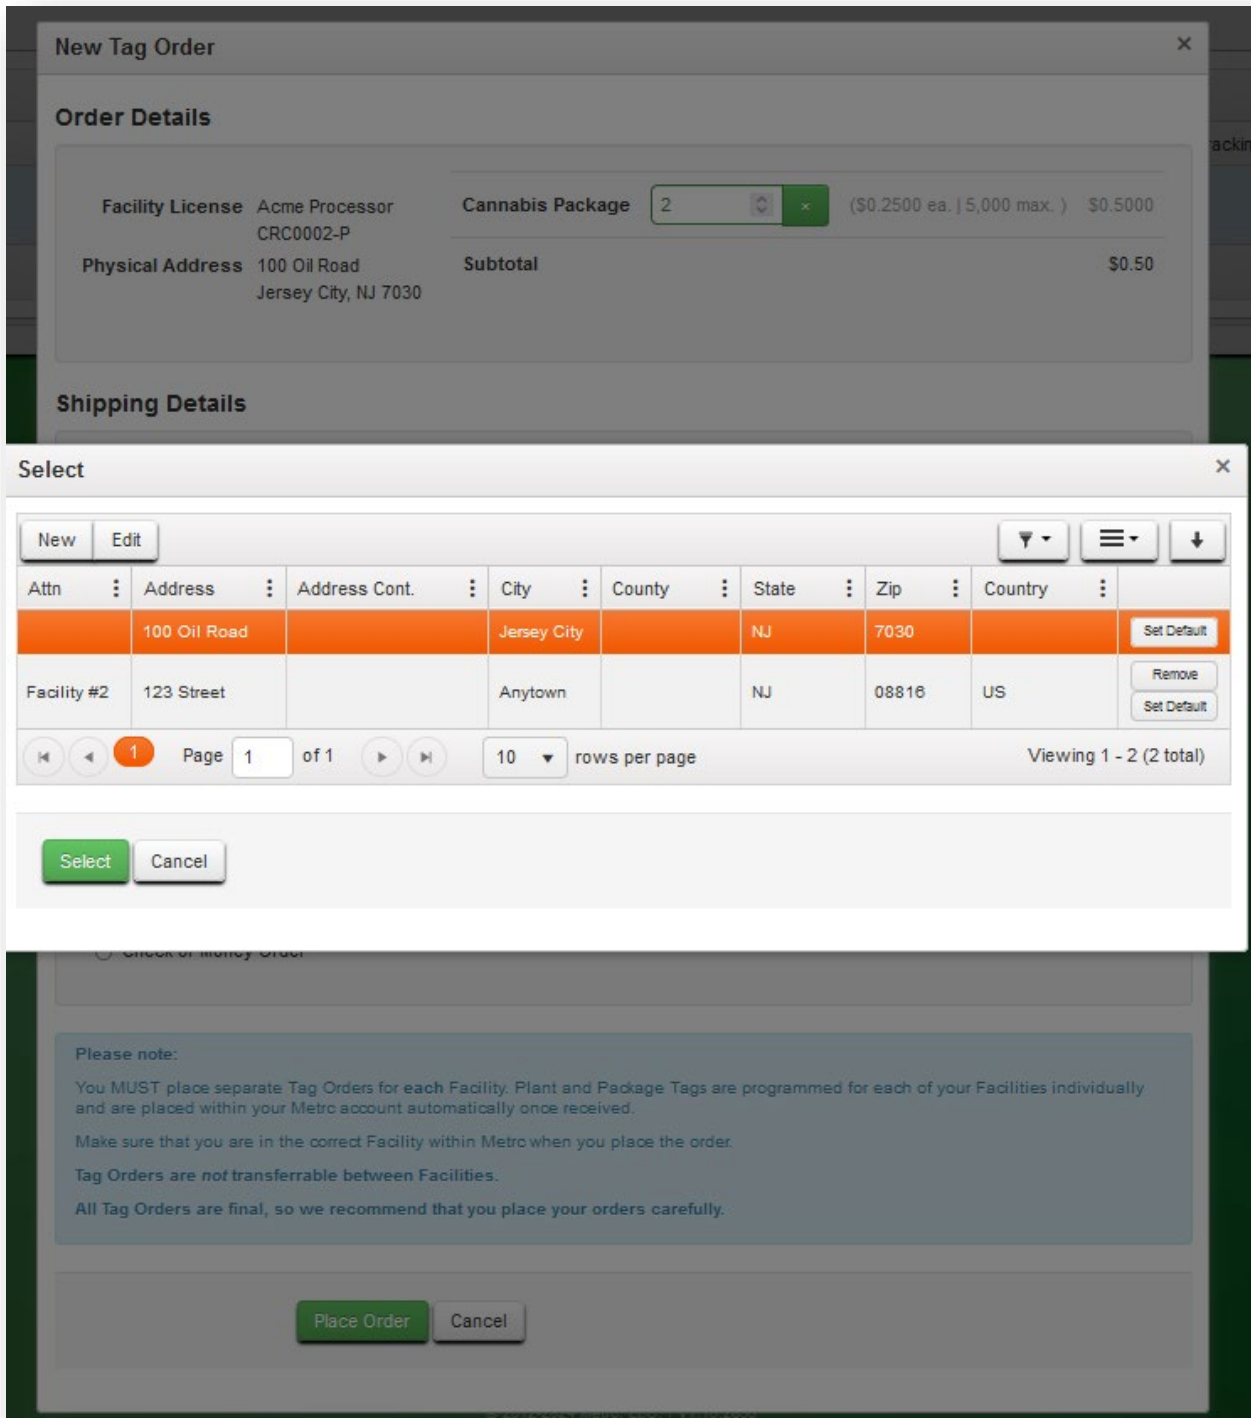 New Tag Order ×
Order Details
Facility License Acme Processor
CRC0002-P
Cannabis Package 2 × ($0.2500 ea. | 5,000 max. ) $0.5000
Physical Address 100 Oil Road
Jersey City, NJ 7030
Subtotal $0.50
acking
Shipping Details
Select ×
New Edit
Attn Address Address Cont. City County State Zip Country
100 Oil Road Jersey City NJ 7030 Set Default
Facility #2 123 Street Anytown NJ 08816 US Remove
Set Default
1 Page 1 of 1 10 rows per page Viewing 1 - 2 (2 total)
Select Cancel
Check or Money Order
Please note:
You MUST place separate Tag Orders for each Facility. Plant and Package Tags are programmed for each of your Facilities individually
and are placed within your Metrc account automatically once received.
Make sure that you are in the correct Facility within Metrc when you place the order.
Tag Orders are not transferrable between Facilities.
All Tag Orders are final, so we recommend that you place your orders carefully.
Place Order Cancel